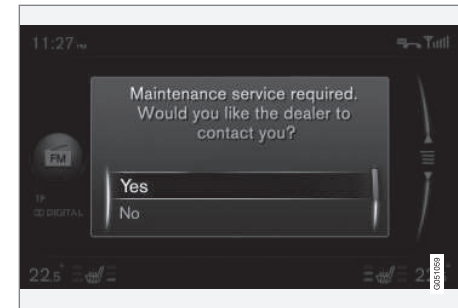 11:27
Maintenance service required.
Would you like the dealer to
contact you?
FM
Yes
No
TP
DIGITAL
22.5
22
G051059